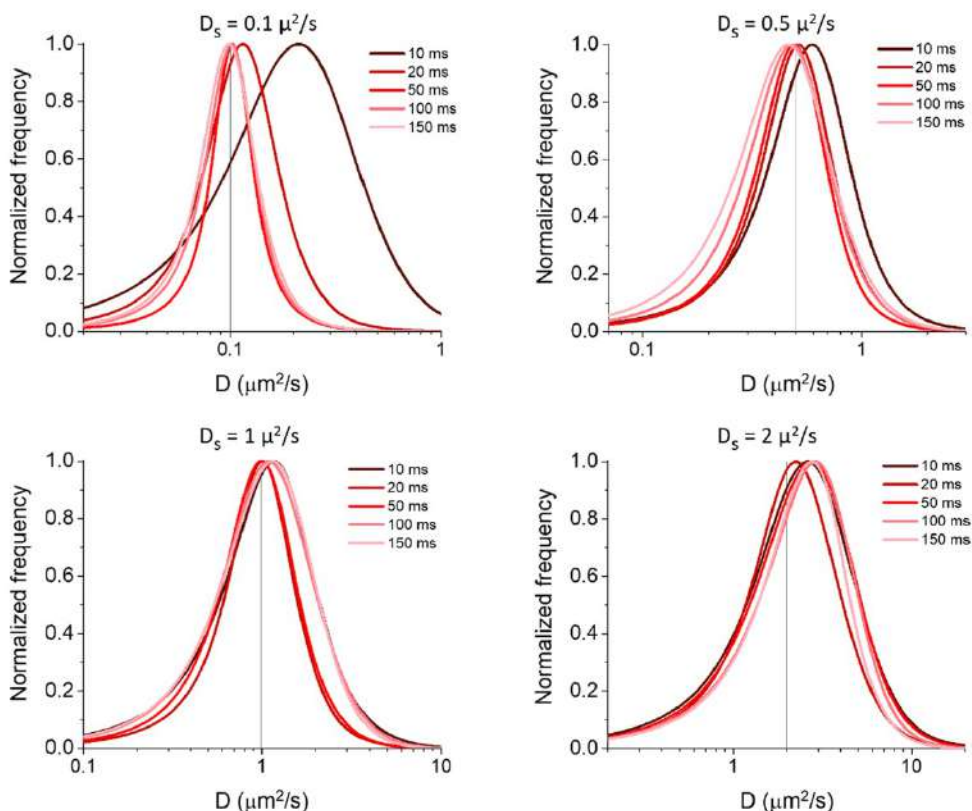 Dₛ = 0.1 µ²/s
Normalized frequency
1.0
0.8
0.6
0.4
0.2
0.0
10 ms
20 ms
50 ms
100 ms
150 ms
0.1
1
D (µm²/s)
Dₛ = 0.5 µ²/s
Normalized frequency
1.0
0.8
0.6
0.4
0.2
0.0
10 ms
20 ms
50 ms
100 ms
150 ms
0.1
1
D (µm²/s)
Dₛ = 1 µ²/s
Normalized frequency
1.0
0.8
0.6
0.4
0.2
0.0
10 ms
20 ms
50 ms
100 ms
150 ms
0.1
1
10
D (µm²/s)
Dₛ = 2 µ²/s
Normalized frequency
1.0
0.8
0.6
0.4
0.2
0.0
10 ms
20 ms
50 ms
100 ms
150 ms
1
10
D (µm²/s)